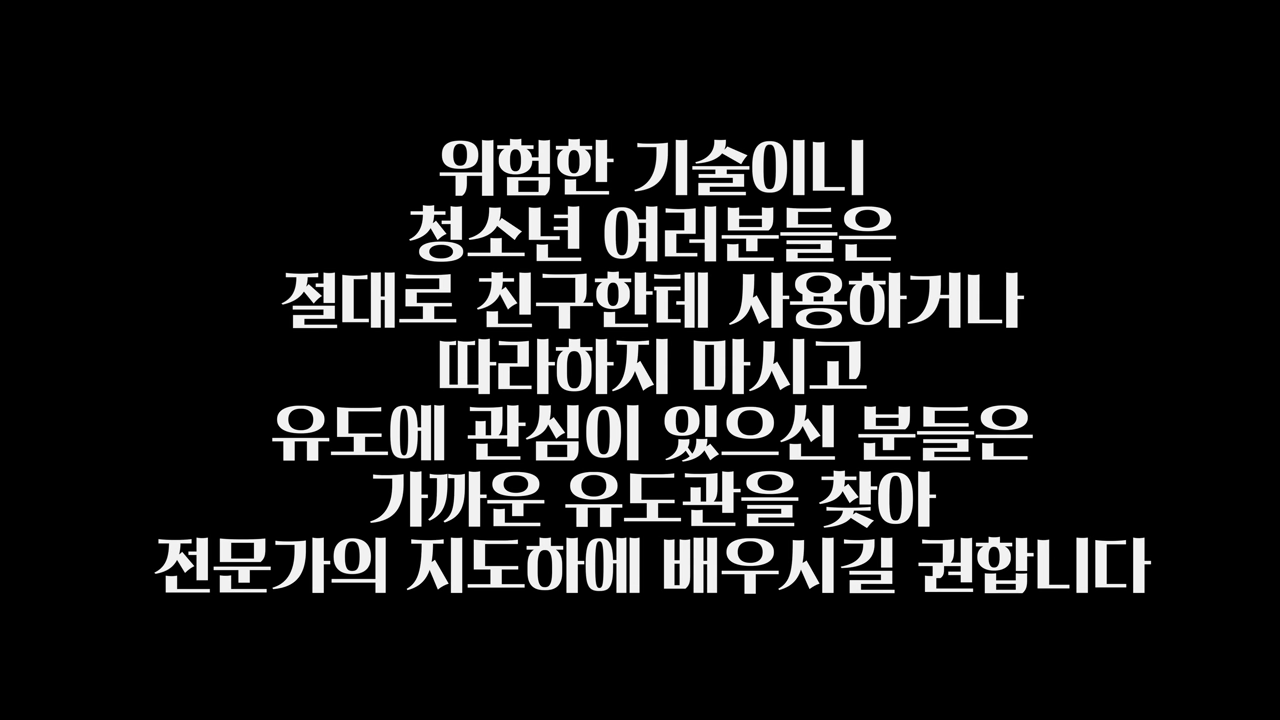 위험한 기술이니
청소년 여러분들은
절대로 친구한테 사용하거나
따라하지 마시고
유도에 관심이 있으신 분들은
가까운 유도관을 찾아
전문가의 지도하에 배우시길 권합니다